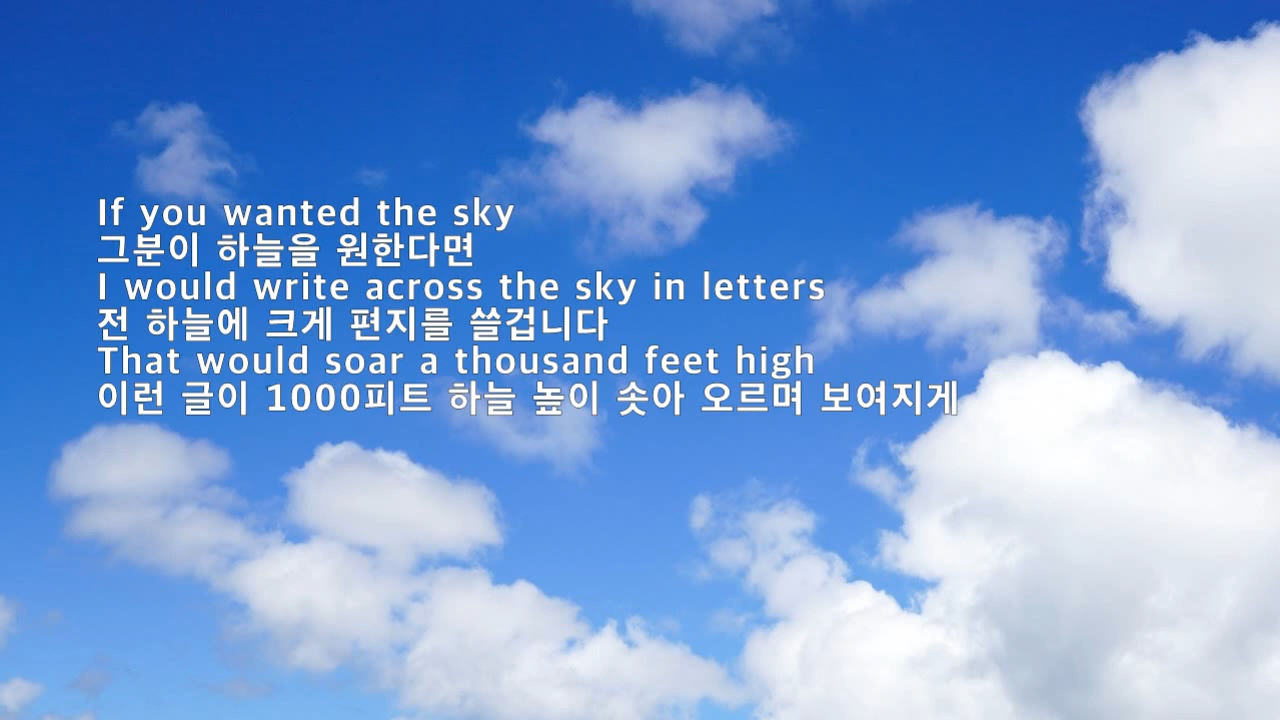 If you wanted the sky
그분이 하늘을 원한다면
I would write across the sky in letters
전 하늘에 크게 편지를 쓸겁니다
That would soar a thousand feet high
이런 글이 1000피트 하늘 높이 솟아 오르며 보여지게